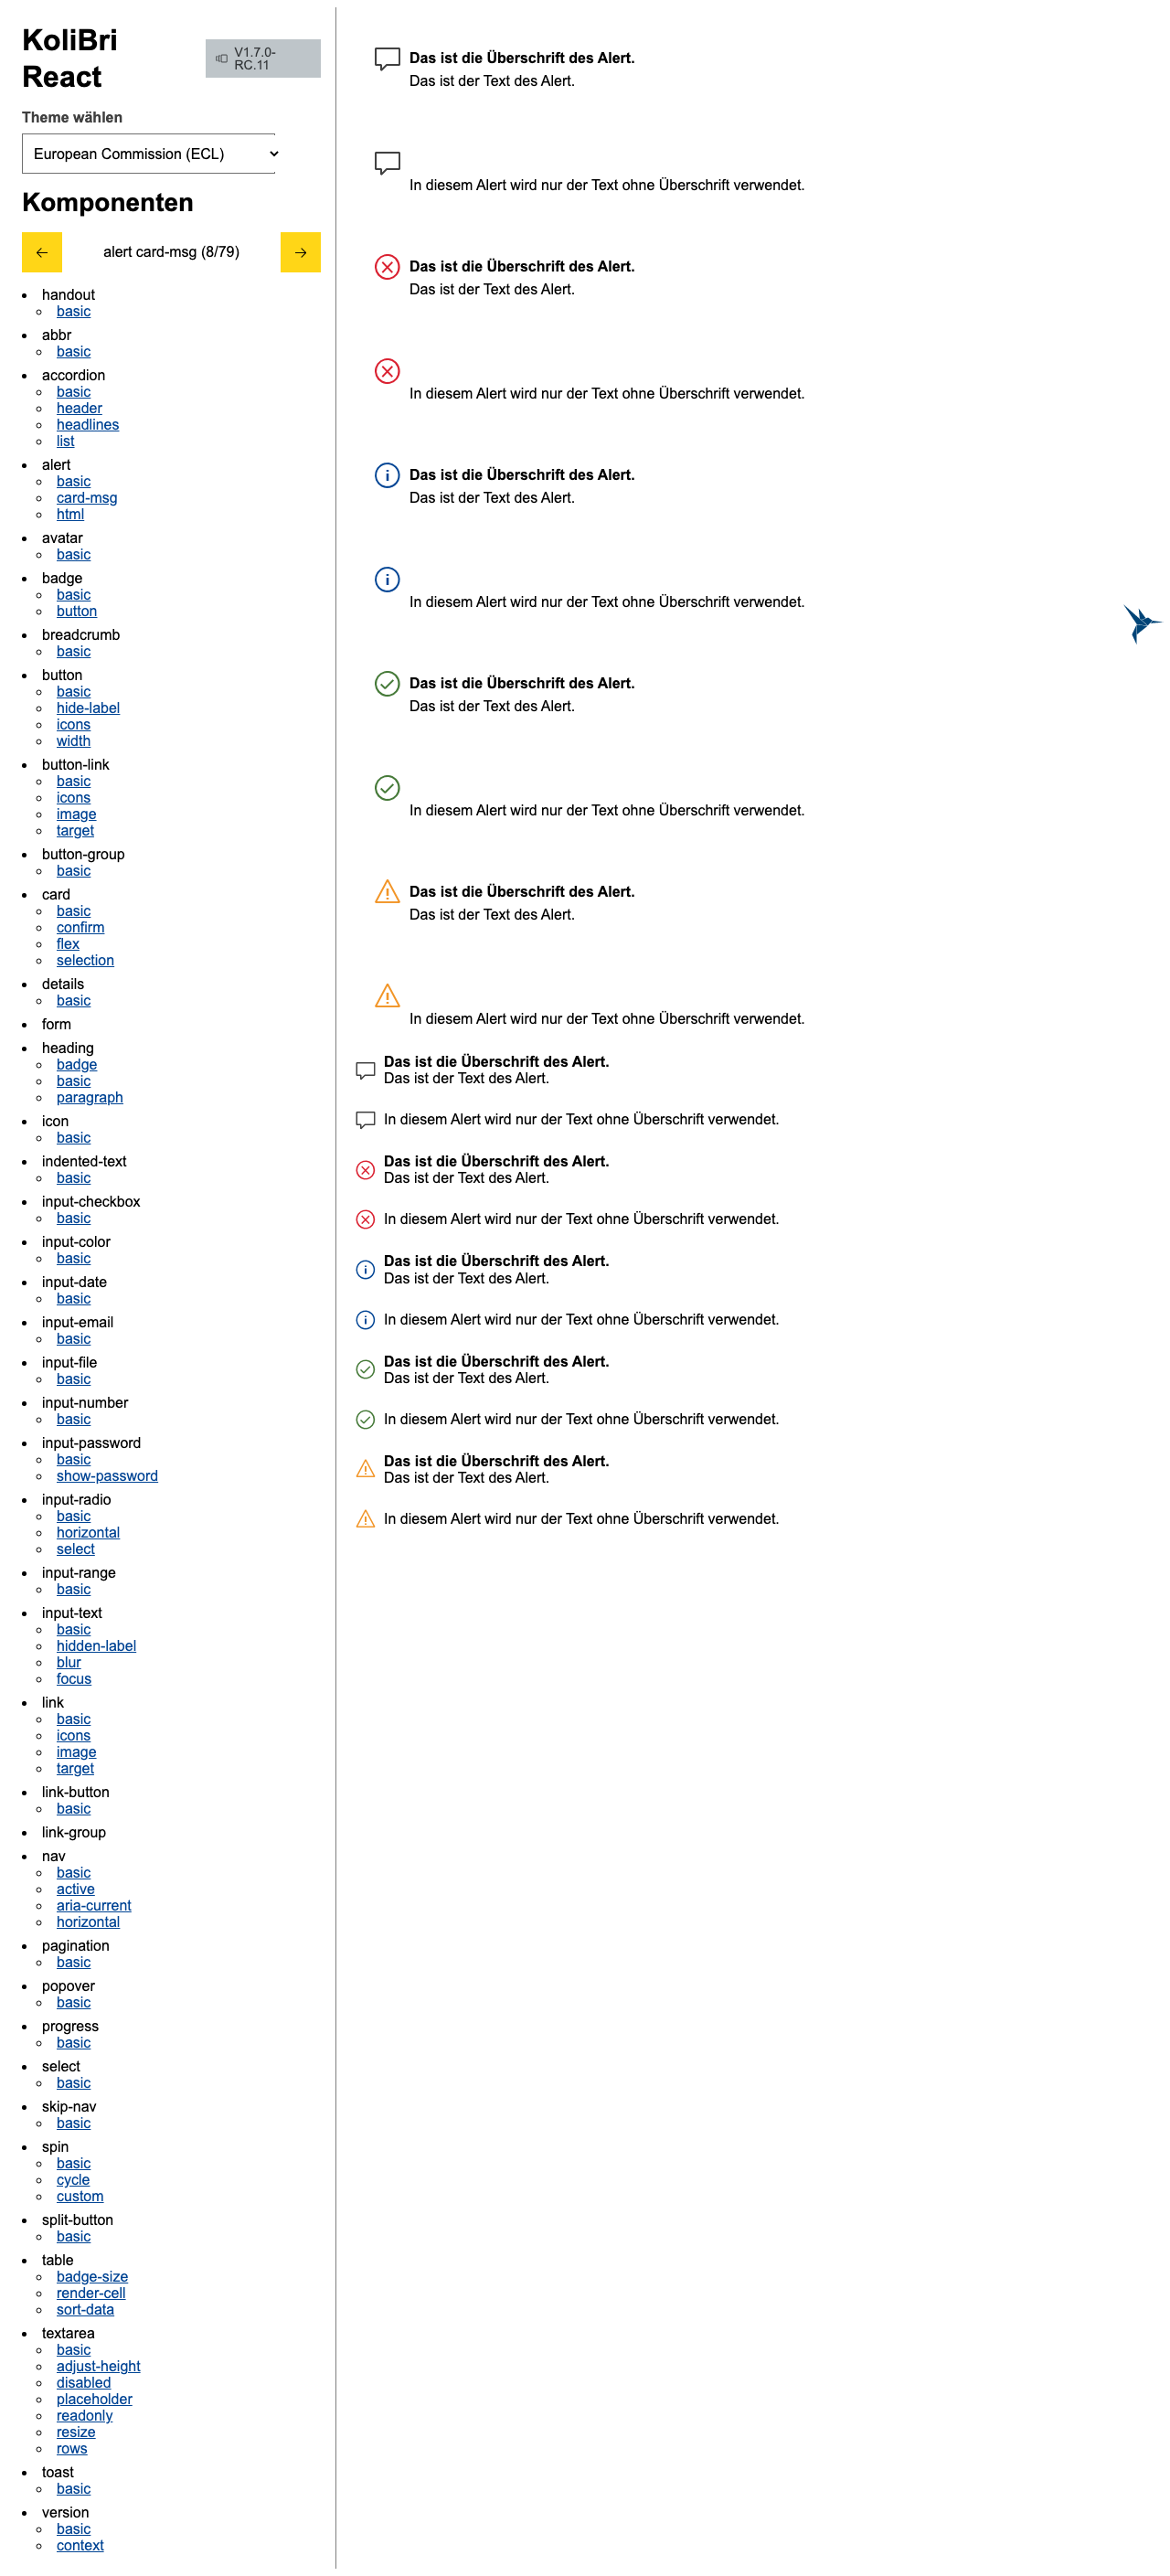 KoliBri
React
V1.7.0-
RC.11
Theme wählen
European Commission (ECL)
Komponenten
alert card-msg (8/79)
handout
basic
abbr
basic
accordion
basic
header
headlines
list
alert
basic
card-msg
html
avatar
basic
badge
basic
button
breadcrumb
basic
button
basic
hide-label
icons
width
button-link
basic
icons
image
target
button-group
basic
card
basic
confirm
flex
selection
details
basic
form
heading
badge
basic
paragraph
icon
basic
indented-text
basic
input-checkbox
basic
input-color
basic
input-date
basic
input-email
basic
input-file
basic
input-number
basic
input-password
basic
show-password
input-radio
basic
horizontal
select
input-range
basic
input-text
basic
hidden-label
blur
focus
link
basic
icons
image
target
link-button
basic
link-group
nav
basic
active
aria-current
horizontal
pagination
basic
popover
basic
progress
basic
select
basic
skip-nav
basic
spin
basic
cycle
custom
split-button
basic
table
badge-size
render-cell
sort-data
textarea
basic
adjust-height
disabled
placeholder
readonly
resize
rows
toast
basic
version
basic
context
Das ist die Überschrift des Alert.
Das ist der Text des Alert.
In diesem Alert wird nur der Text ohne Überschrift verwendet.
Das ist die Überschrift des Alert.
Das ist der Text des Alert.
In diesem Alert wird nur der Text ohne Überschrift verwendet.
Das ist die Überschrift des Alert.
Das ist der Text des Alert.
In diesem Alert wird nur der Text ohne Überschrift verwendet.
Das ist die Überschrift des Alert.
Das ist der Text des Alert.
In diesem Alert wird nur der Text ohne Überschrift verwendet.
Das ist die Überschrift des Alert.
Das ist der Text des Alert.
In diesem Alert wird nur der Text ohne Überschrift verwendet.
Das ist die Überschrift des Alert.
Das ist der Text des Alert.
In diesem Alert wird nur der Text ohne Überschrift verwendet.
Das ist die Überschrift des Alert.
Das ist der Text des Alert.
In diesem Alert wird nur der Text ohne Überschrift verwendet.
Das ist die Überschrift des Alert.
Das ist der Text des Alert.
In diesem Alert wird nur der Text ohne Überschrift verwendet.
Das ist die Überschrift des Alert.
Das ist der Text des Alert.
In diesem Alert wird nur der Text ohne Überschrift verwendet.
Das ist die Überschrift des Alert.
Das ist der Text des Alert.
In diesem Alert wird nur der Text ohne Überschrift verwendet.